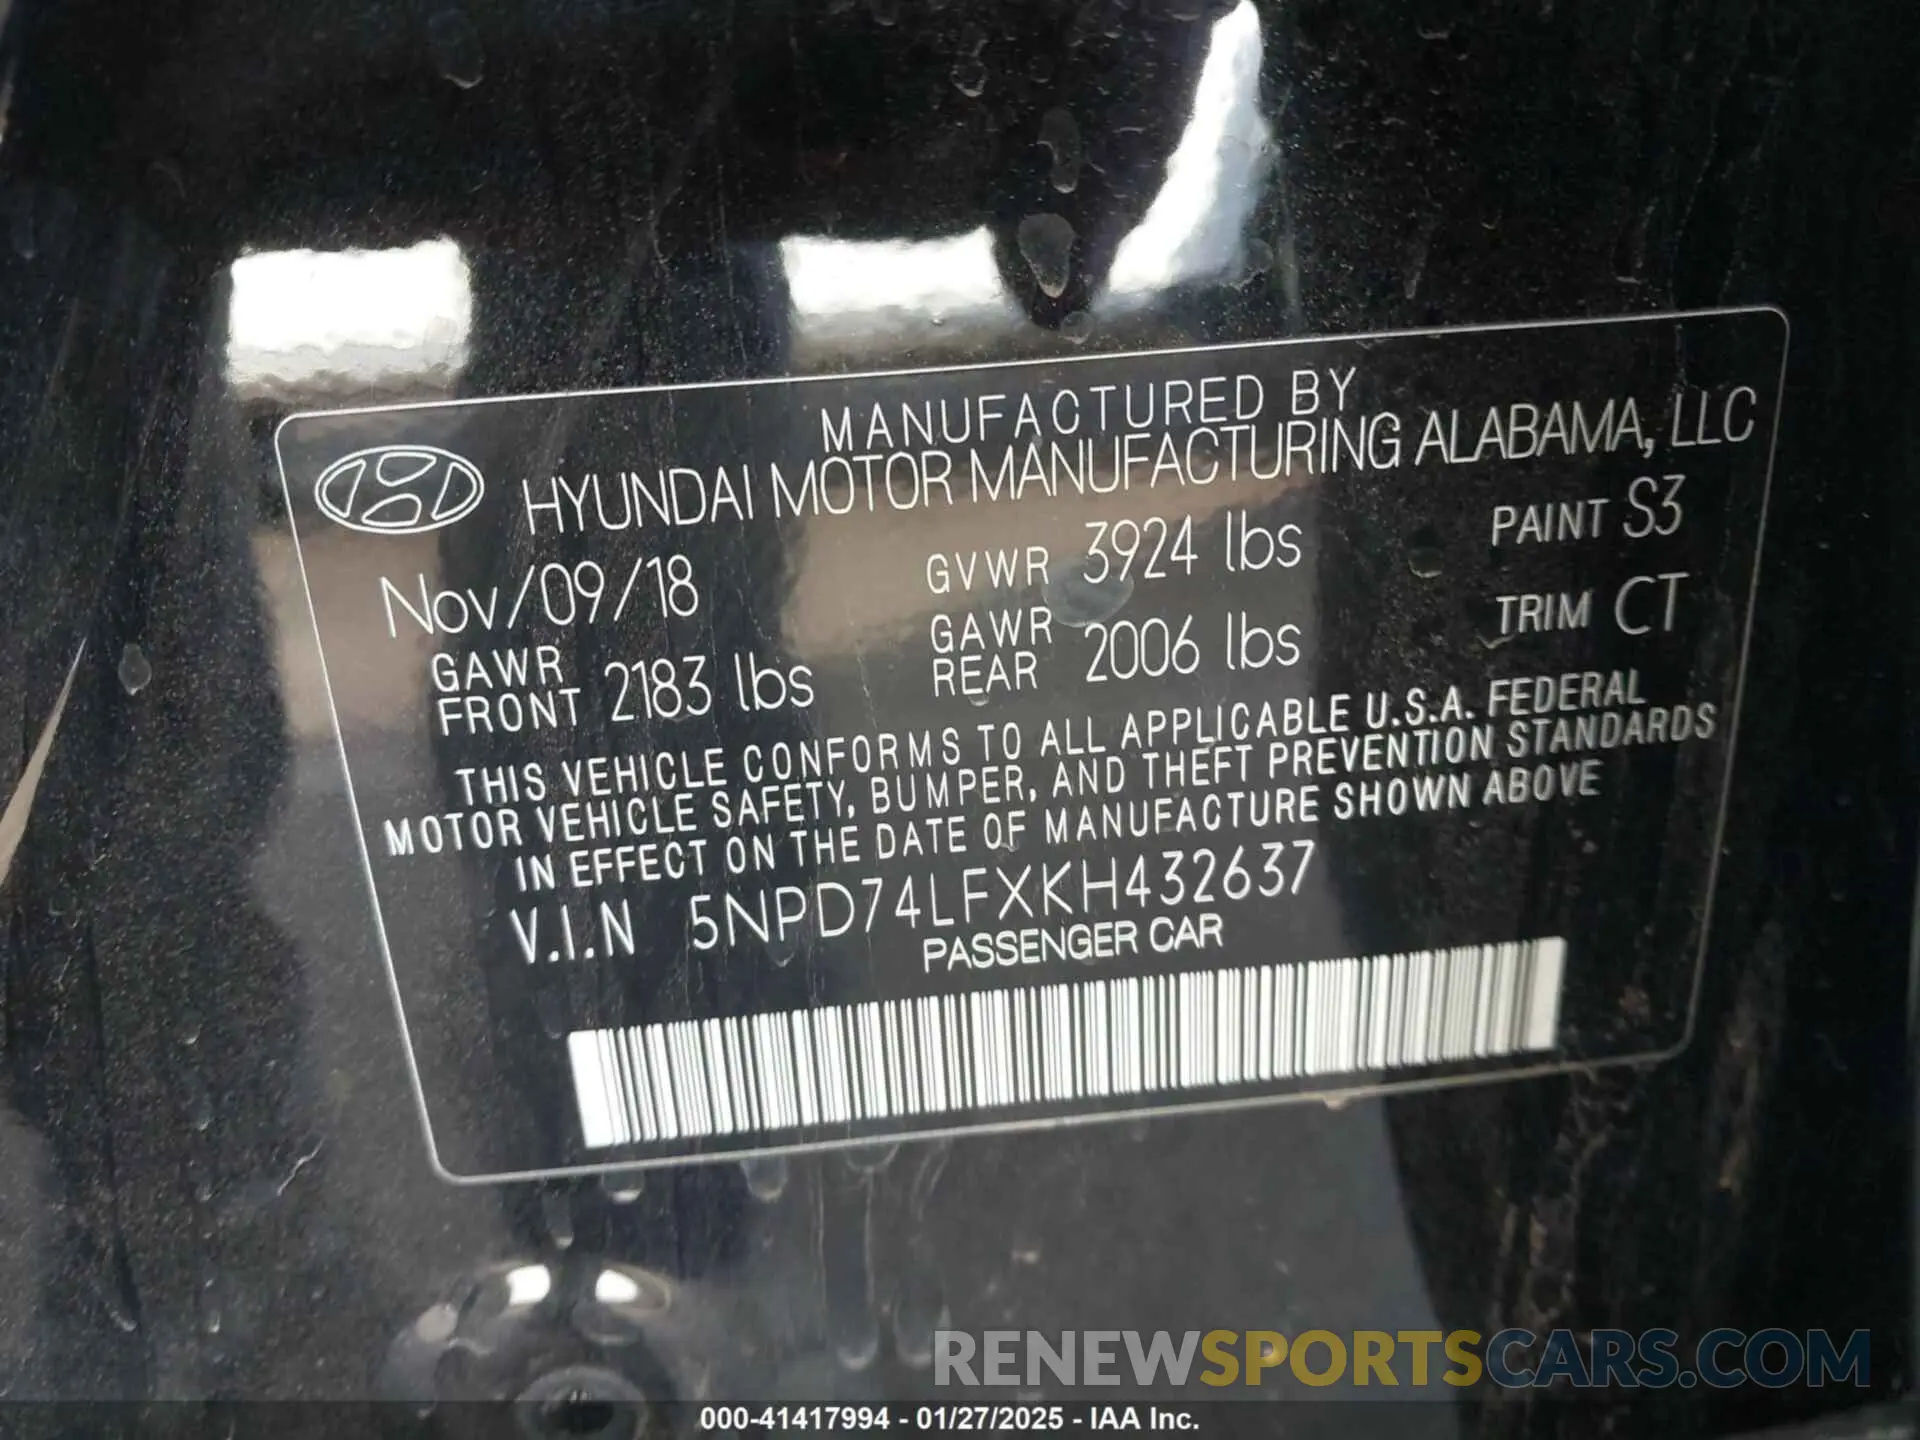 MANUFACTURED BY
HYUNDAI MOTOR MANUFACTURING ALABAMA, LLC
Nov/09/18 GVWR 3924 lbs PAINT S3
GAWR FRONT 2183 lbs GAWR REAR 2006 lbs TRIM CT
THIS VEHICLE CONFORMS TO ALL APPLICABLE U.S.A. FEDERAL
MOTOR VEHICLE SAFETY, BUMPER, AND THEFT PREVENTION STANDARDS
IN EFFECT ON THE DATE OF MANUFACTURE SHOWN ABOVE
V.I.N 5NPD74LFXKH432637
PASSENGER CAR
RENEWSPORTSCARS.COM
000-41417994 - 01/27/2025 - IAA Inc.